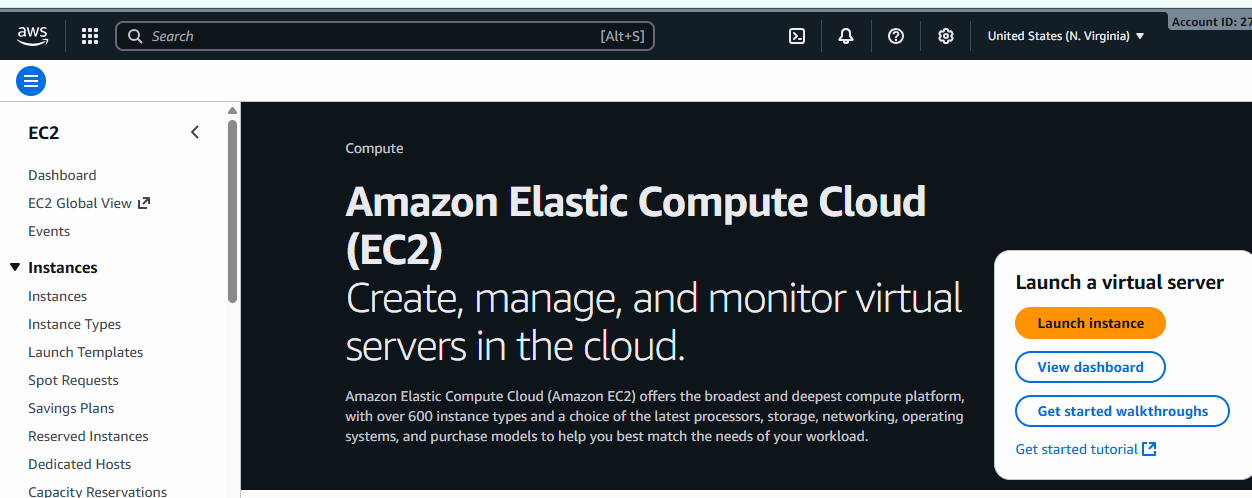 aws
Search
[Alt+S]
United States (N. Virginia)
Account ID: 27
EC2
Dashboard
EC2 Global View
Events
Instances
Instances
Instance Types
Launch Templates
Spot Requests
Savings Plans
Reserved Instances
Dedicated Hosts
Capacity Reservations
Compute
Amazon Elastic Compute Cloud
(EC2)
Create, manage, and monitor virtual
servers in the cloud.
Amazon Elastic Compute Cloud (Amazon EC2) offers the broadest and deepest compute platform,
with over 600 instance types and a choice of the latest processors, storage, networking, operating
systems, and purchase models to help you best match the needs of your workload.
Launch a virtual server
Launch instance
View dashboard
Get started walkthroughs
Get started tutorial